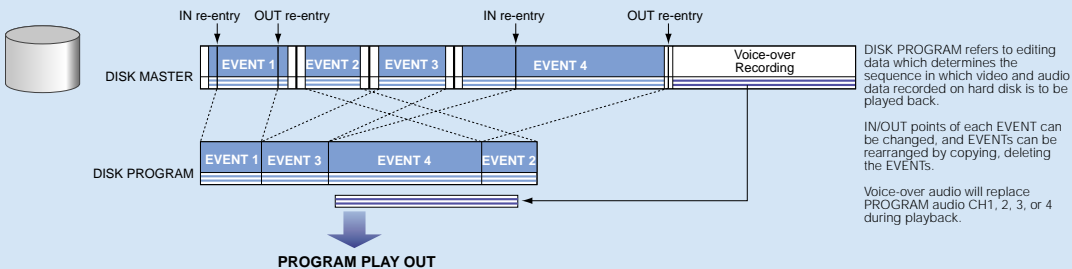 IN re-entry OUT re-entry IN re-entry OUT re-entry
DISK MASTER
EVENT 1 EVENT 2 EVENT 3 EVENT 4
Voice-over
Recording
DISK PROGRAM
EVENT 1 EVENT 3 EVENT 4 EVENT 2
PROGRAM PLAY OUT
DISK PROGRAM refers to editing
data which determines the
sequence in which video and audio
data recorded on hard disk is to be
played back.
IN/OUT points of each EVENT can
be changed, and EVENTs can be
rearranged by copying, deleting
the EVENTs.
Voice-over audio will replace
PROGRAM audio CH1, 2, 3, or 4
during playback.